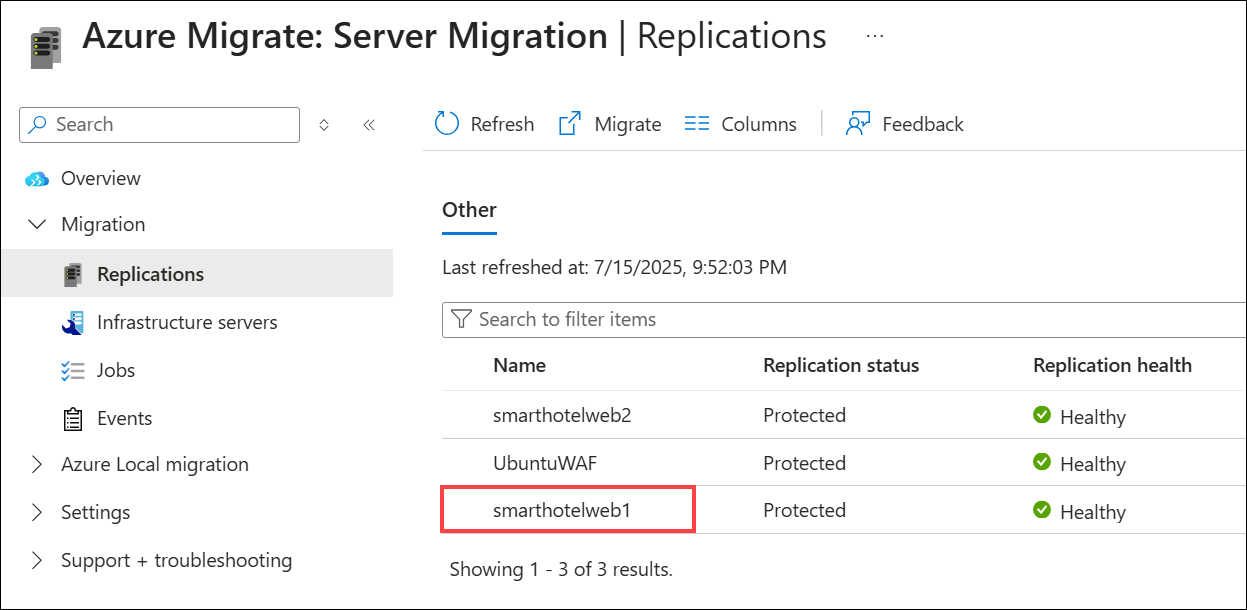 Azure Migrate: Server Migration | Replications ...
Search
Refresh Migrate Columns Feedback
Overview
Migration
Replications
Infrastructure servers
Jobs
Events
Azure Local migration
Settings
Support + troubleshooting
Other
Last refreshed at: 7/15/2025, 9:52:03 PM
Search to filter items
Name Replication status Replication health
smarthotelweb2 Protected Healthy
UbuntuWAF Protected Healthy
smarthotelweb1 Protected Healthy
Showing 1 - 3 of 3 results.